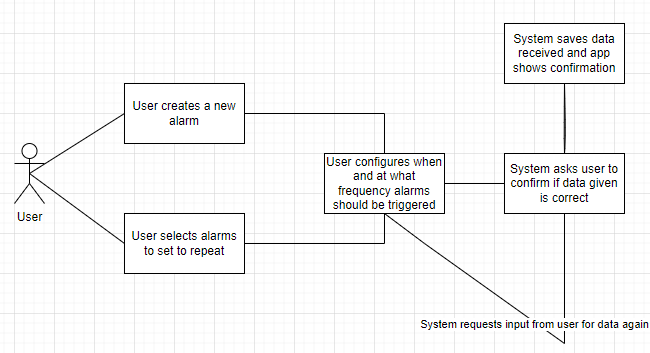 System saves data
received and app
shows confirmation
User creates a new
alarm
User configures when
and at what
frequency alarms
should be triggered
System asks user to
confirm if data given
is correct
User
User selects alarms
to set to repeat
System requests input from user for data again